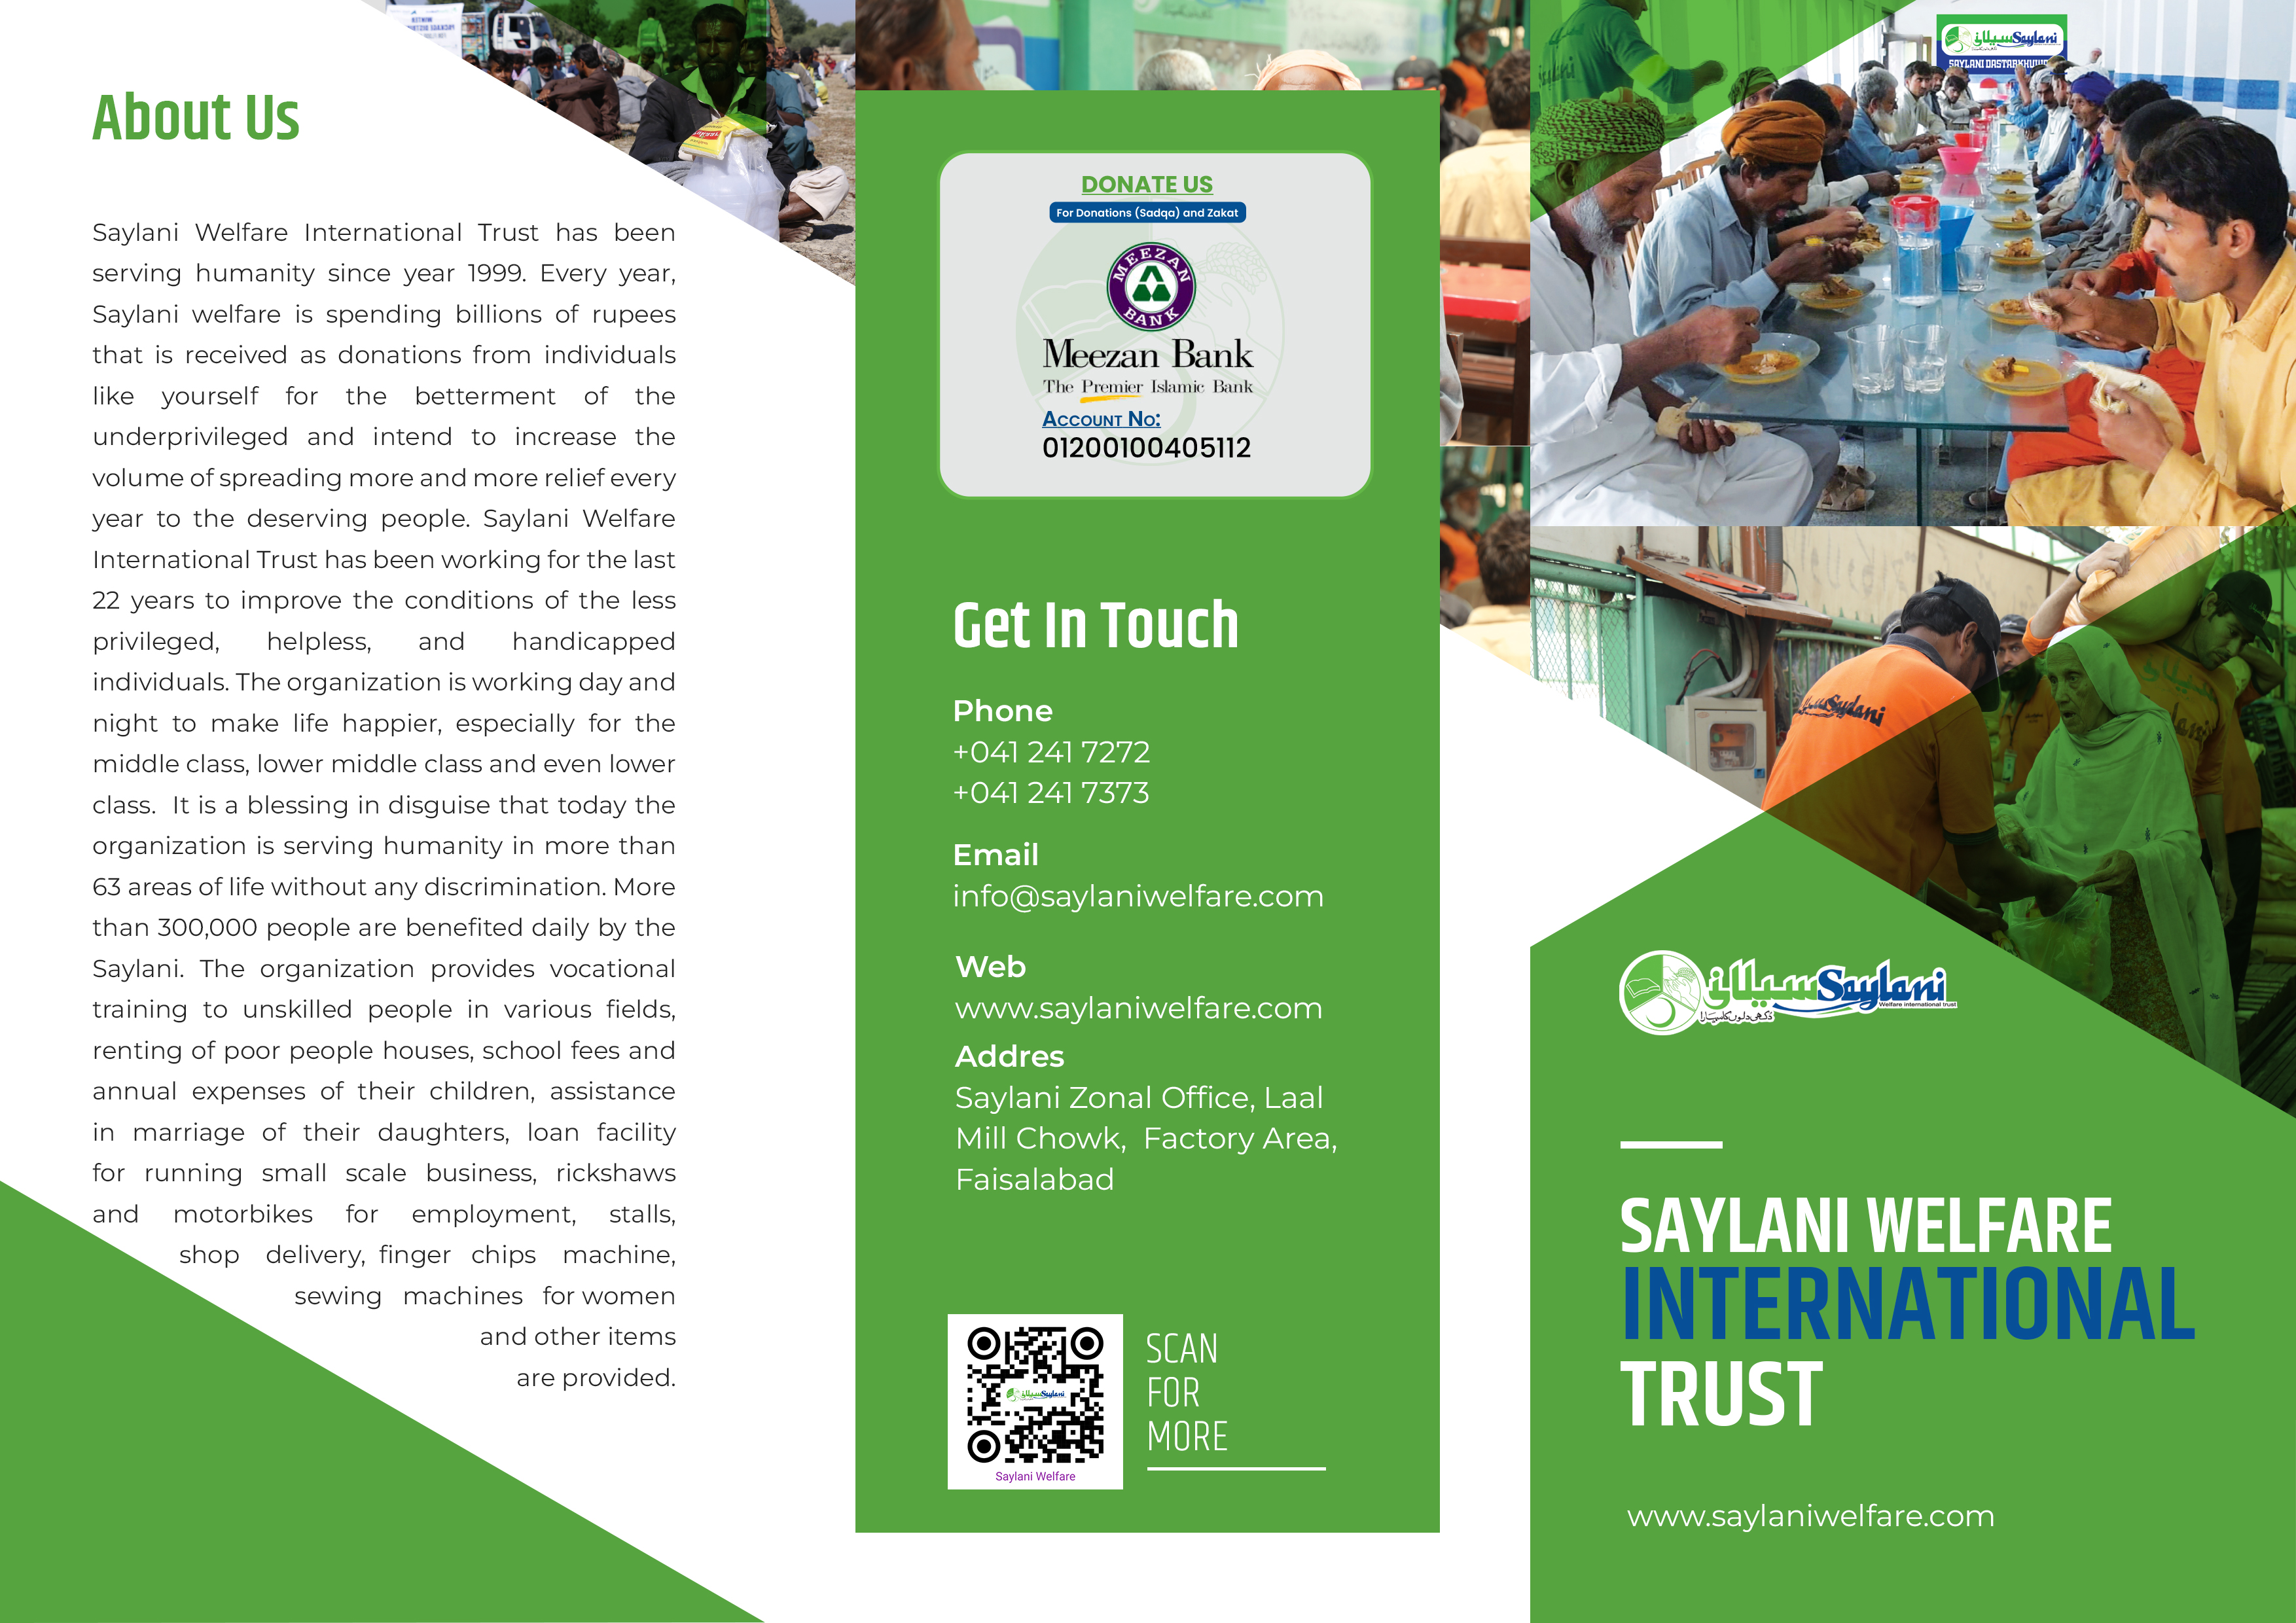 About Us
Saylani Welfare International Trust has been
serving humanity since year 1999. Every year,
Saylani welfare is spending billions of rupees
that is received as donations from individuals
like yourself for the betterment of the
underprivileged and intend to increase the
volume of spreading more and more relief every
year to the deserving people. Saylani Welfare
International Trust has been working for the last
22 years to improve the conditions of the less
privileged, helpless, and handicapped
individuals. The organization is working day and
night to make life happier, especially for the
middle class, lower middle class and even lower
class. It is a blessing in disguise that today the
organization is serving humanity in more than
63 areas of life without any discrimination. More
than 300,000 people are benefited daily by the
Saylani. The organization provides vocational
training to unskilled people in various fields,
renting of poor people houses, school fees and
annual expenses of their children, assistance
in marriage of their daughters, loan facility
for running small scale business, rickshaws
and motorbikes for employment, stalls,
shop delivery, finger chips machine,
sewing machines for women
and other items
are provided.
DONATE US
For Donations (Sadqa) and Zakat
MEEZAN BANK
Meezan Bank
The Premier Islamic Bank
ACCOUNT NO:
01200100405112
Get In Touch
Phone
+041 241 7272
+041 241 7373
Email
info@saylaniwelfare.com
Web
www.saylaniwelfare.com
Addres
Saylani Zonal Office, Laal
Mill Chowk, Factory Area,
Faisalabad
سیلانی Saylani
Saylani Welfare
SCAN
FOR
MORE
سیلانی Saylani
SAYLANI DASTARKHUWAN
Saylani
سیلانی Saylani
Welfare international trust
دُکھی دلوں کا سہارا
SAYLANI WELFARE
INTERNATIONAL
TRUST
www.saylaniwelfare.com